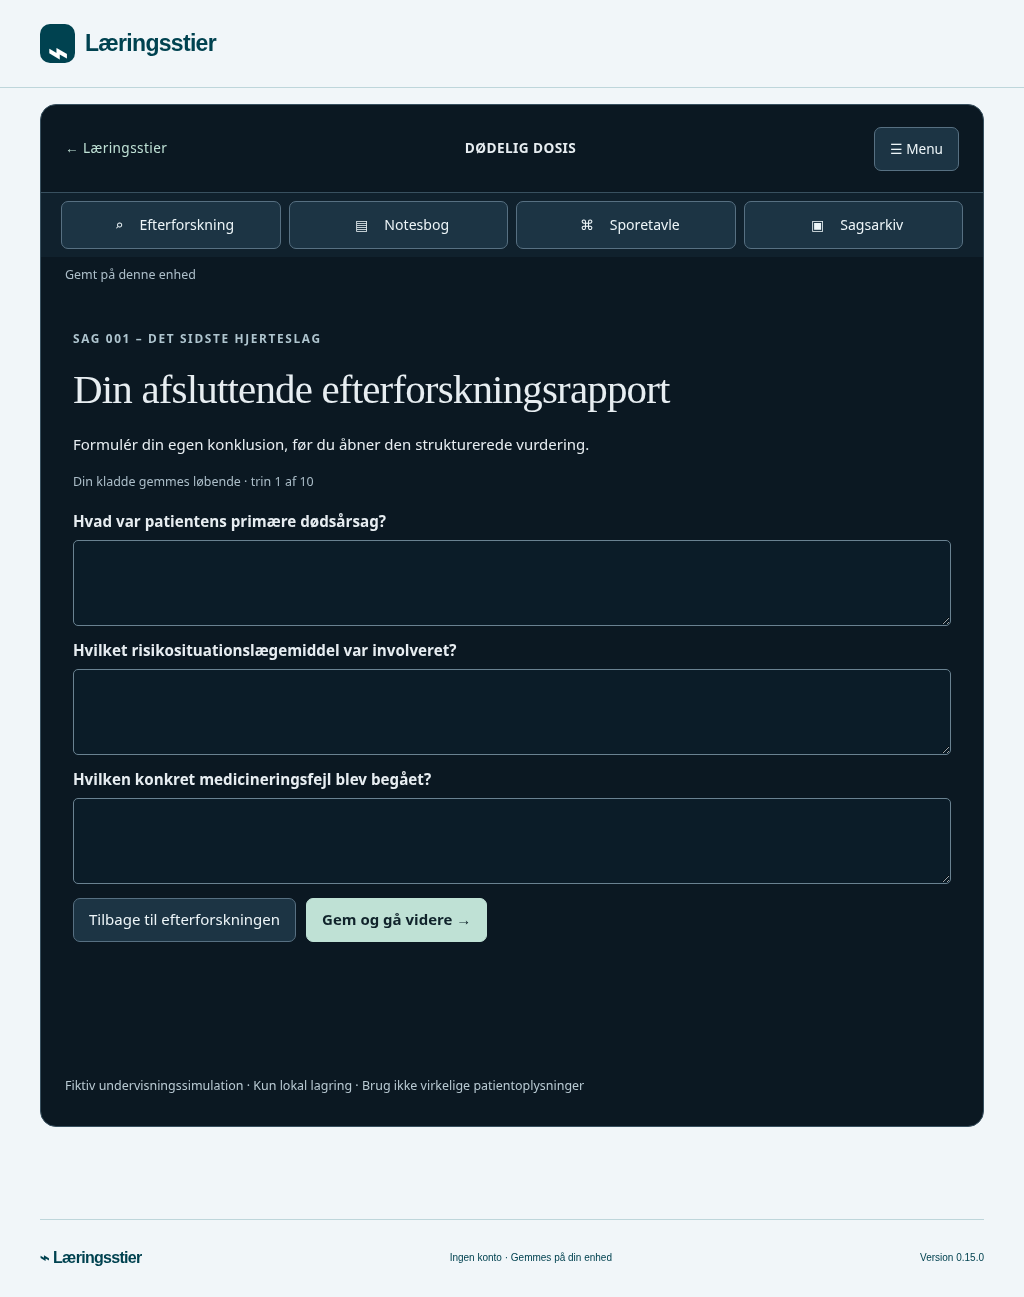 Læringsstier
← Læringsstier
DØDELIG DOSIS
☰ Menu
⌕ Efterforskning
▤ Notesbog
⌘ Sporetavle
▣ Sagsarkiv
Gemt på denne enhed
SAG 001 – DET SIDSTE HJERTESLAG
Din afsluttende efterforskningsrapport
Formulér din egen konklusion, før du åbner den strukturerede vurdering.
Din kladde gemmes løbende · trin 1 af 10
Hvad var patientens primære dødsårsag?
Hvilket risikosituationslægemiddel var involveret?
Hvilken konkret medicineringsfejl blev begået?
Tilbage til efterforskningen
Gem og gå videre →
Fiktiv undervisningssimulation · Kun lokal lagring · Brug ikke virkelige patientoplysninger
⌁ Læringsstier
Ingen konto · Gemmes på din enhed
Version 0.15.0